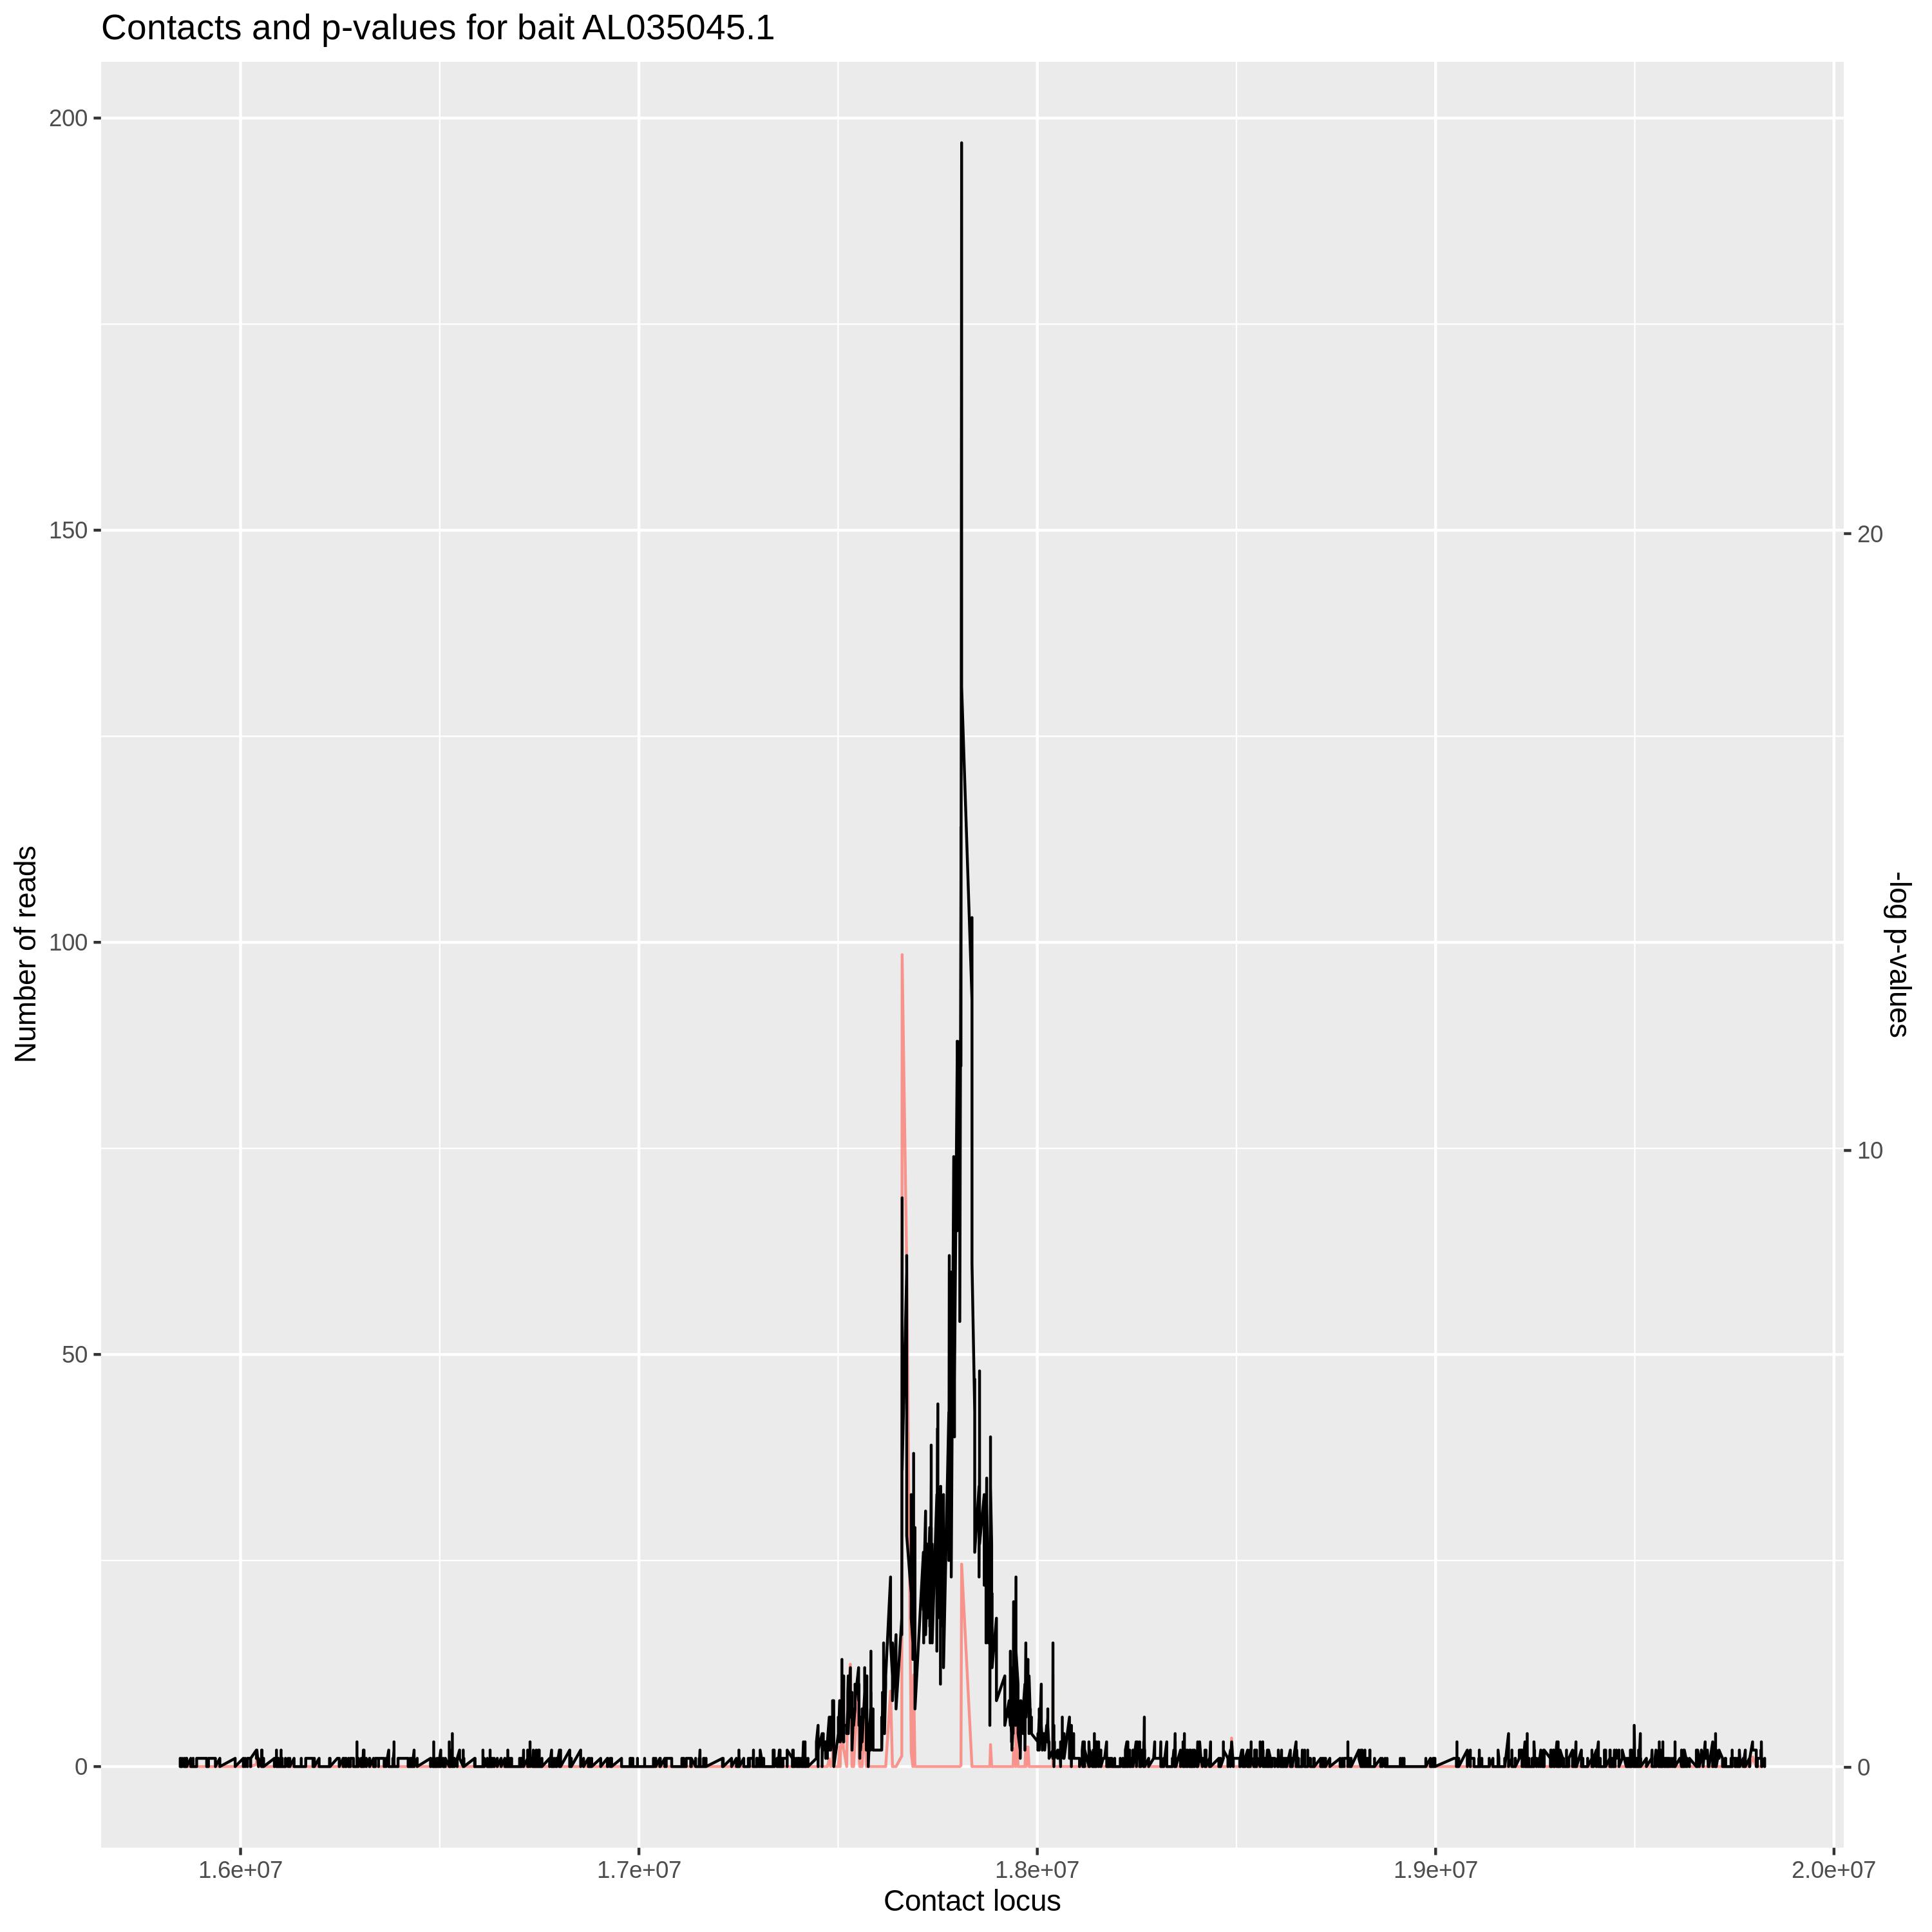 Contacts and p-values for bait AL035045.1
200
150
100
50
0
Number of reads
20
10
0
-log p-values
1.6e+07
1.7e+07
1.8e+07
1.9e+07
2.0e+07
Contact locus